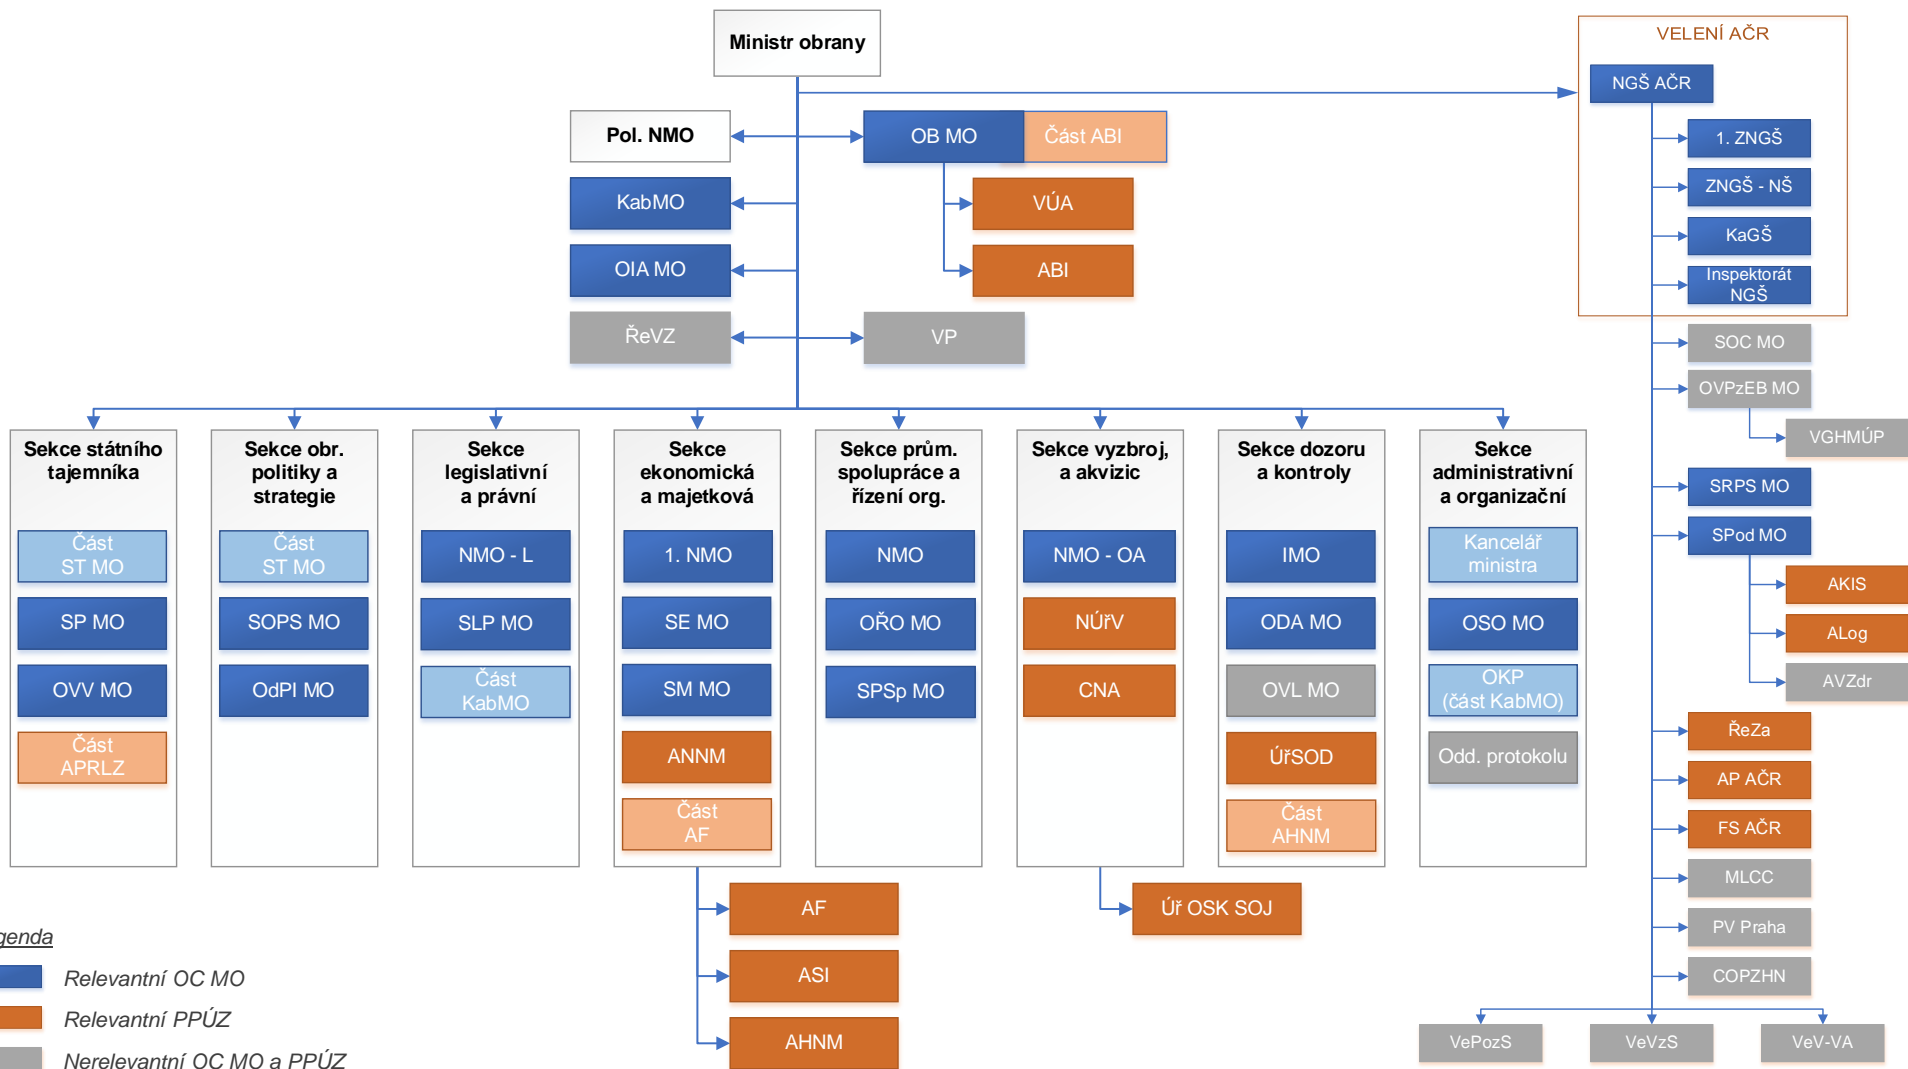 Ministr obrany
VELENÍ AČR
NGŠ AČR
1. ZNGŠ
ZNGŠ - NŠ
KaGŠ
Inspektorát
NGŠ
Pol. NMO
OB MO
Část ABI
KabMO
VÚA
OIA MO
ABI
ŘeVZ
VP
SOC MO
OVPzEB MO
VGHMÚP
SRPS MO
SPod MO
AKIS
ALog
AVZdr
ŘeZa
AP AČR
FS AČR
MLCC
PV Praha
COPZHN
VePozS
VeVzS
VeV-VA
Sekce státního
tajemníka
Část
ST MO
SP MO
OVV MO
Část
APRLZ
Sekce obr.
politiky a
strategie
Část
ST MO
SOPS MO
OdPI MO
Sekce
legislativní
a právní
NMO - L
SLP MO
Část
KabMO
Sekce
ekonomická
a majetková
1. NMO
SE MO
SM MO
ANNM
Část
AF
AF
ASI
AHNM
Sekce prům.
spolupráce a
řízení org.
NMO
OŘO MO
SPSp MO
Sekce vyzbroj,
a akvizic
NMO - OA
NÚřV
CNA
Úř OSK SOJ
Sekce dozoru
a kontroly
IMO
ODA MO
OVL MO
ÚřSOD
Část
AHNM
Sekce
administrativní
a organizační
Kancelář
ministra
OSO MO
OKP
(část KabMO)
Odd. protokolu
genda
Relevantní OC MO
Relevantní PPÚZ
Nerelevantní OC MO a PPÚZ